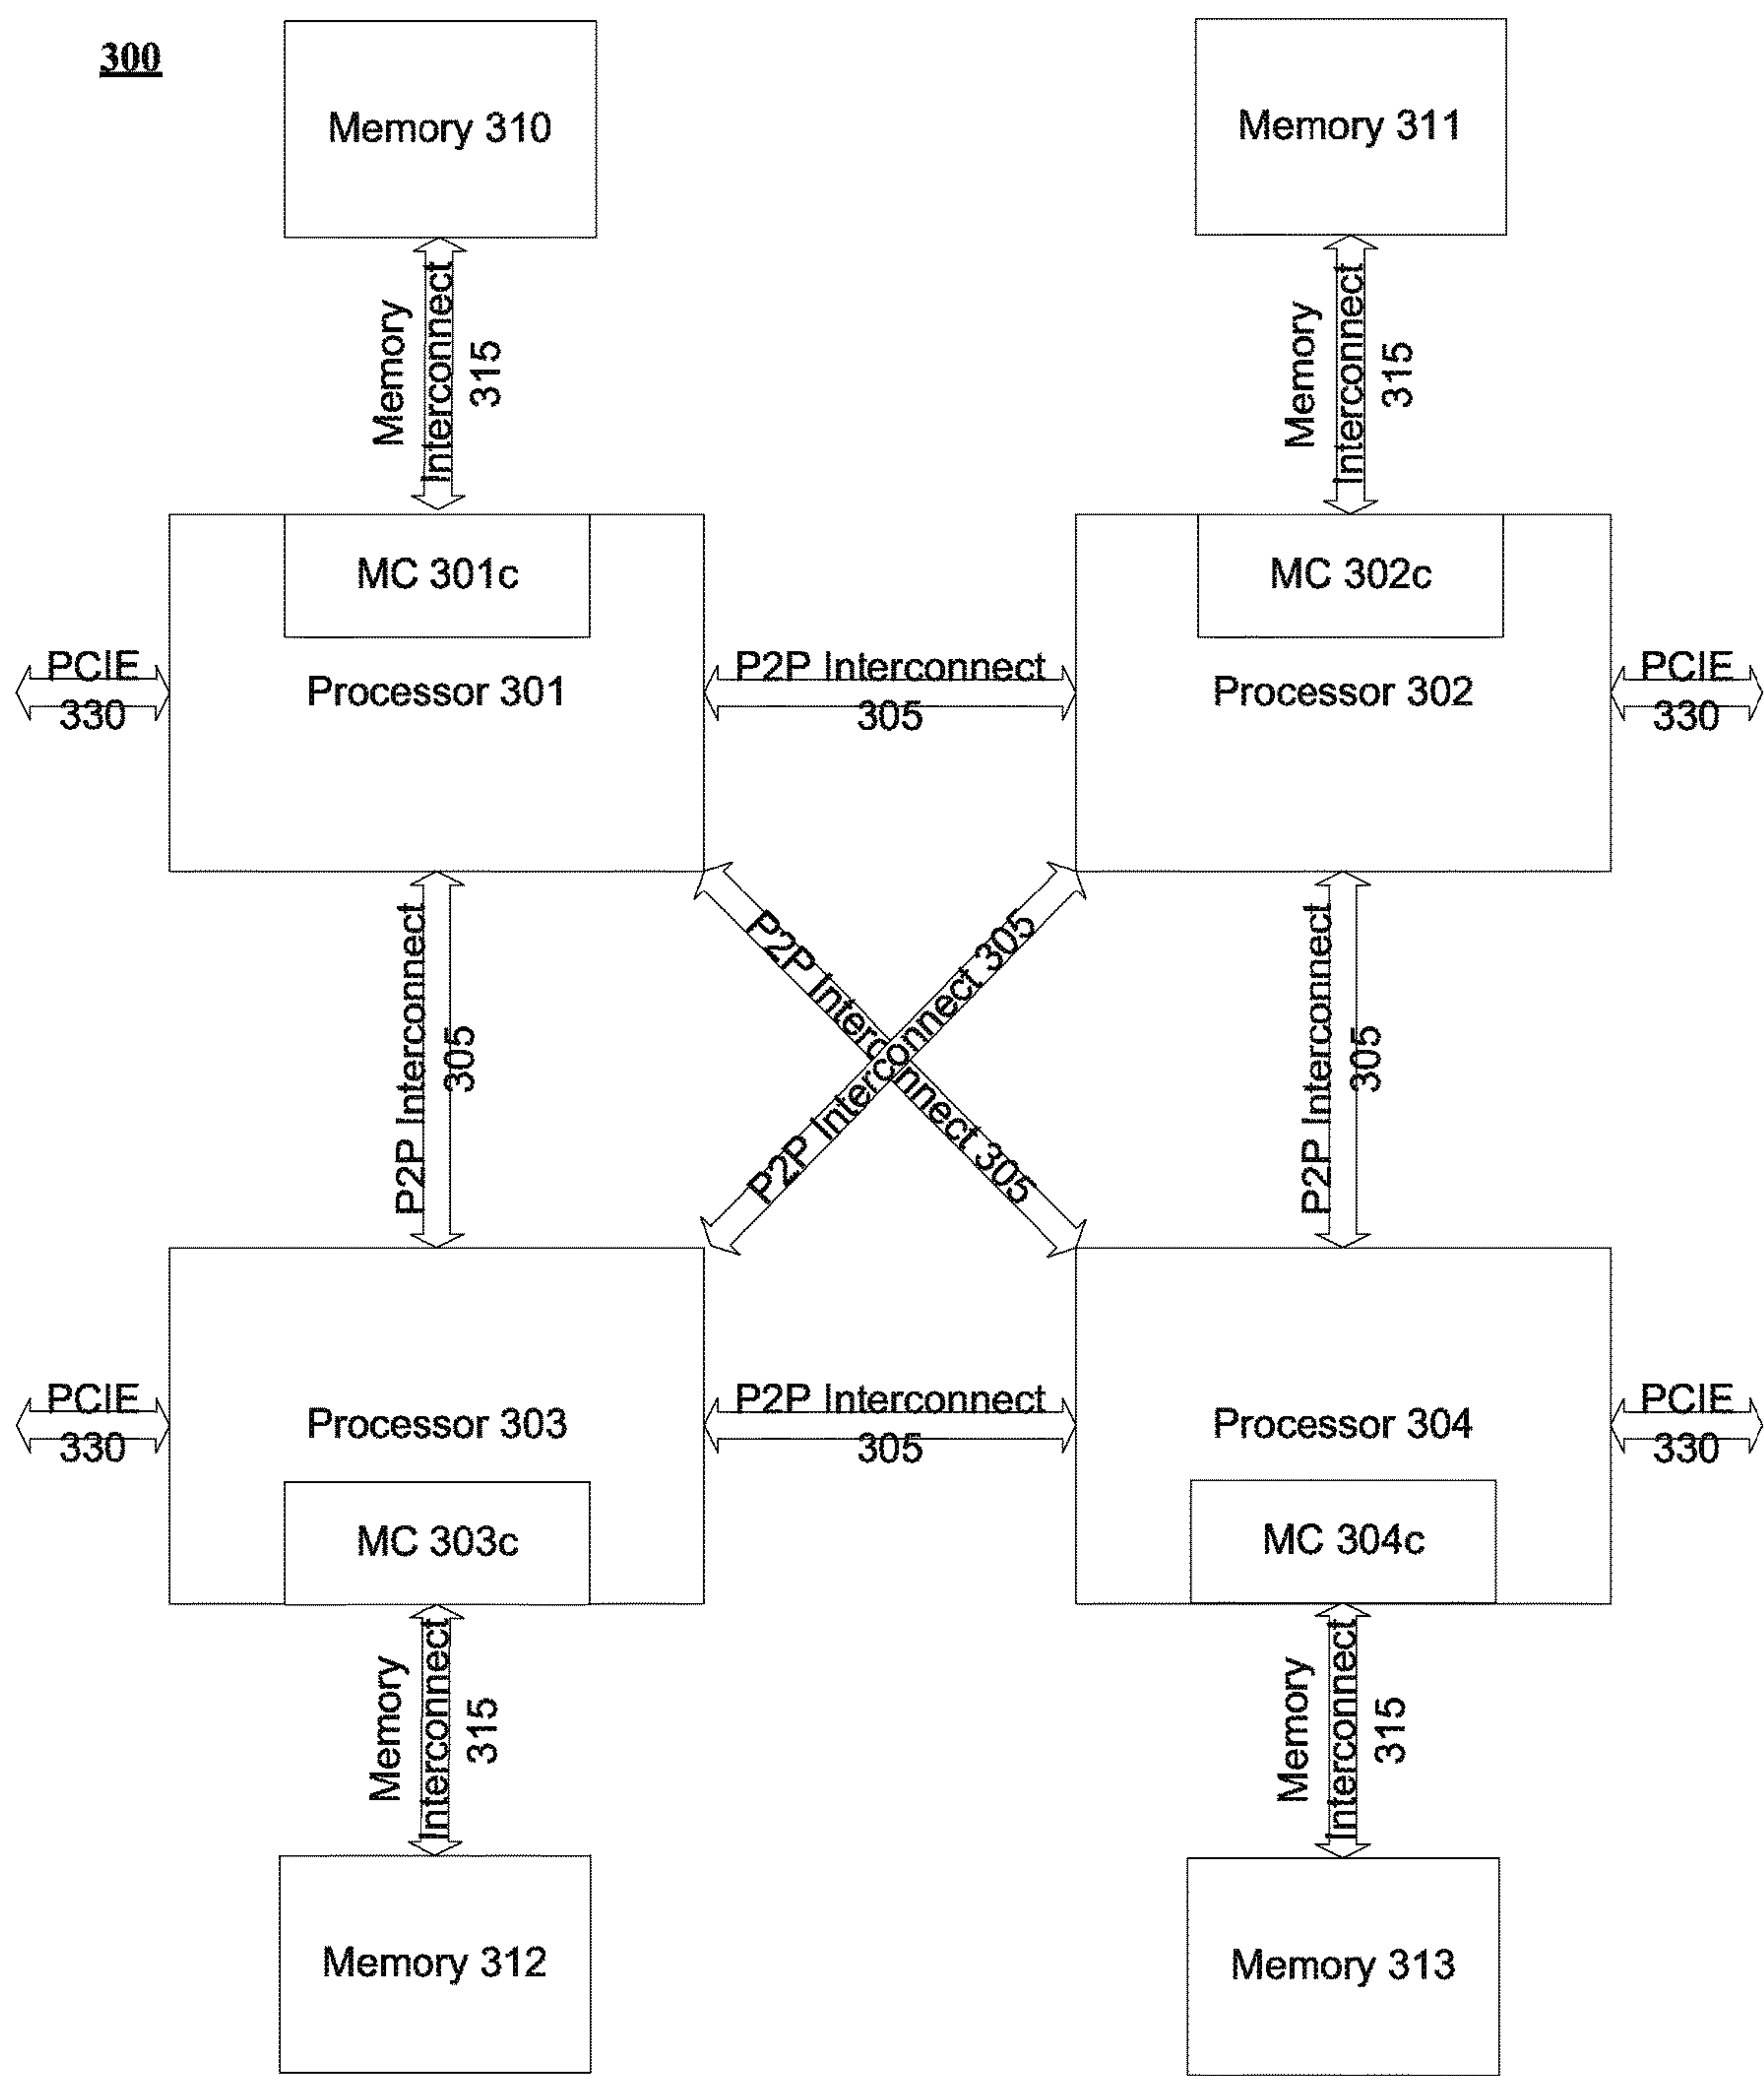 300
Memory 310
Memory 311
Memory
Interconnect
315
Memory
Interconnect
315
MC 301c
MC 302c
PCIE
330
Processor 301
P2P Interconnect
305
Processor 302
PCIE
330
P2P Interconnect
305
P2P Interconnect 305
P2P Interconnect 305
P2P Interconnect
305
PCIE
330
Processor 303
P2P Interconnect
305
Processor 304
PCIE
330
MC 303c
MC 304c
Memory
Interconnect
315
Memory
Interconnect
315
Memory 312
Memory 313